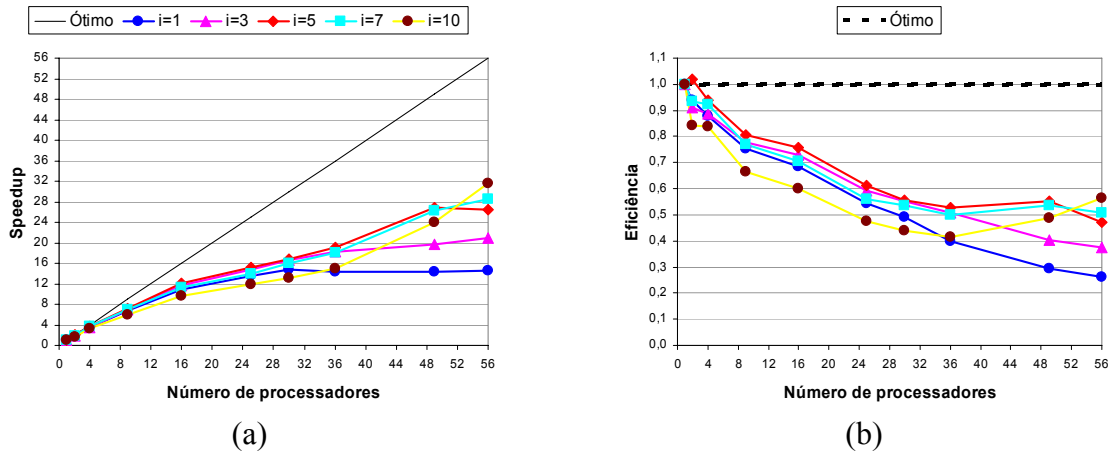 Ótimo i=1 i=3 i=5 i=7 i=10
Speedup
56
52
48
44
40
36
32
28
24
20
16
12
8
4
0
0 4 8 12 16 20 24 28 32 36 40 44 48 52 56
Número de processadores
(a)
Ótimo
Eficiência
1,1
1,0
0,9
0,8
0,7
0,6
0,5
0,4
0,3
0,2
0,1
0,0
0 4 8 12 16 20 24 28 32 36 40 44 48 52 56
Número de processadores
(b)